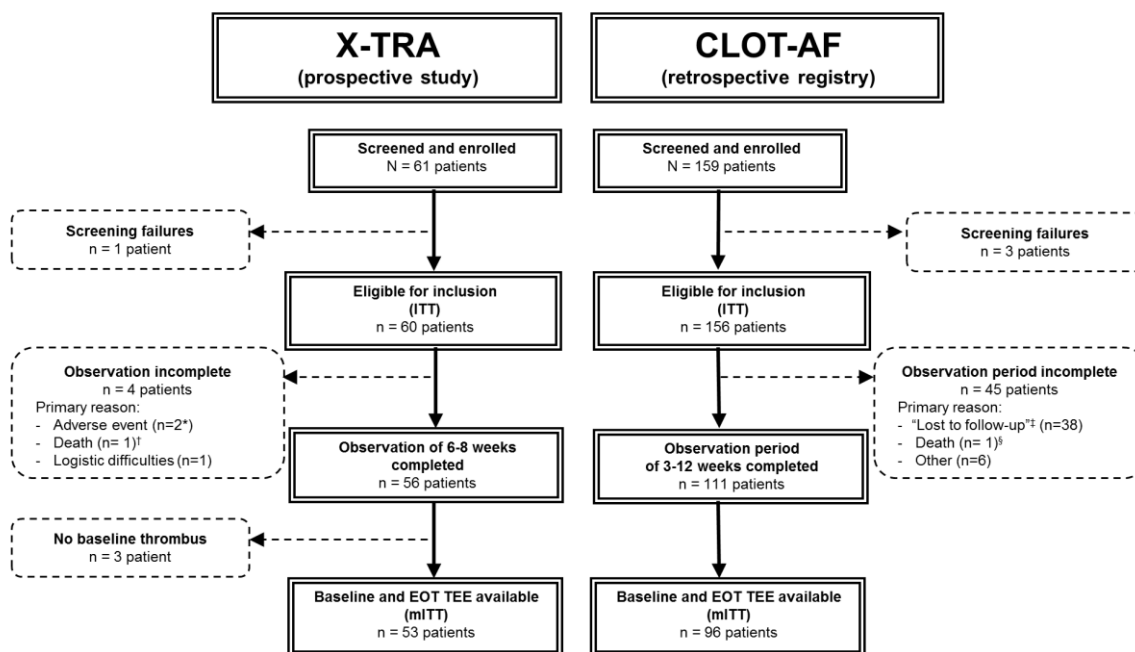 X-TRA
(prospective study)
CLOT-AF
(retrospective registry)
Screened and enrolled
N = 61 patients
Screened and enrolled
N = 159 patients
Screening failures
n = 1 patient
Screening failures
n = 3 patients
Eligible for inclusion
(ITT)
n = 60 patients
Eligible for inclusion
(ITT)
n = 156 patients
Observation incomplete
n = 4 patients
Primary reason:
- Adverse event (n=2*)
- Death (n= 1)†
- Logistic difficulties (n=1)
Observation period incomplete
n = 45 patients
Primary reason:
- “Lost to follow-up”‡ (n=38)
- Death (n= 1)§
- Other (n=6)
Observation of 6-8 weeks
completed
n = 56 patients
Observation period
of 3-12 weeks completed
n = 111 patients
No baseline thrombus
n = 3 patient
Baseline and EOT TEE available
(mITT)
n = 53 patients
Baseline and EOT TEE available
(mITT)
n = 96 patients